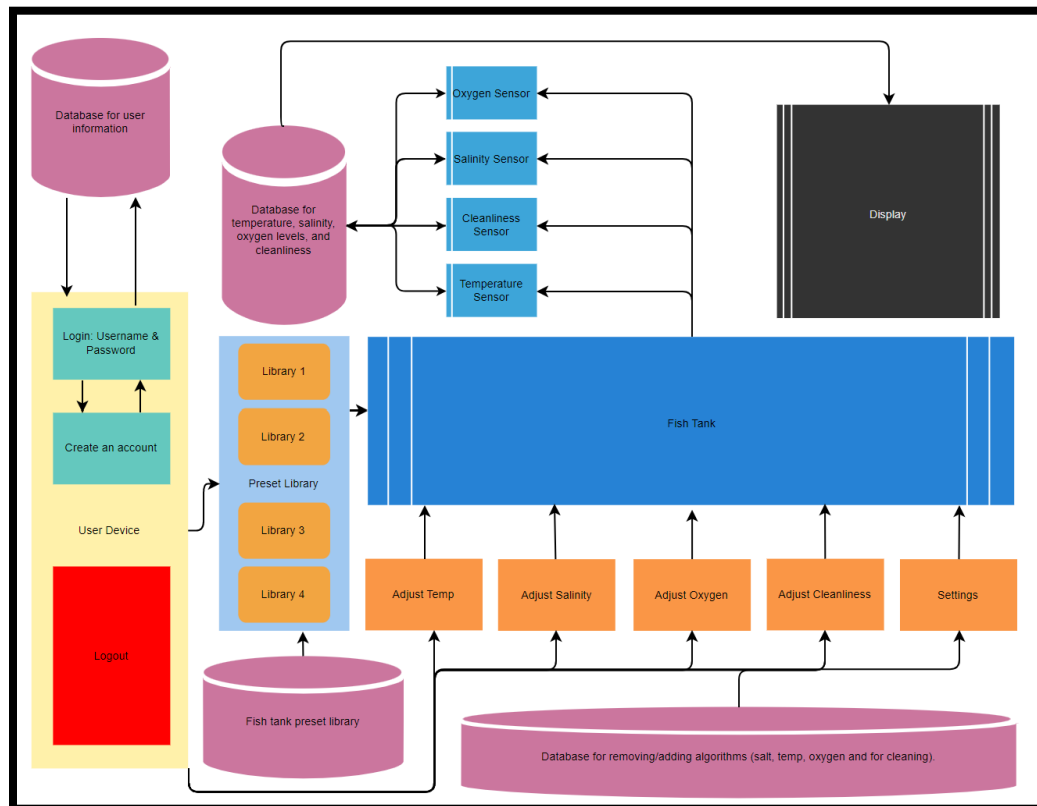 Database for user
information
Oxygen Sensor
Salinity Sensor
Cleanliness
Sensor
Temperature
Sensor
Database for
temperature, salinity,
oxygen levels, and
cleanliness
Display
Login: Username &
Password
Create an account
User Device
Logout
Library 1
Library 2
Preset Library
Library 3
Library 4
Fish Tank
Adjust Temp
Adjust Salinity
Adjust Oxygen
Adjust Cleanliness
Settings
Fish tank preset library
Database for removing/adding algorithms (salt, temp, oxygen and for cleaning).